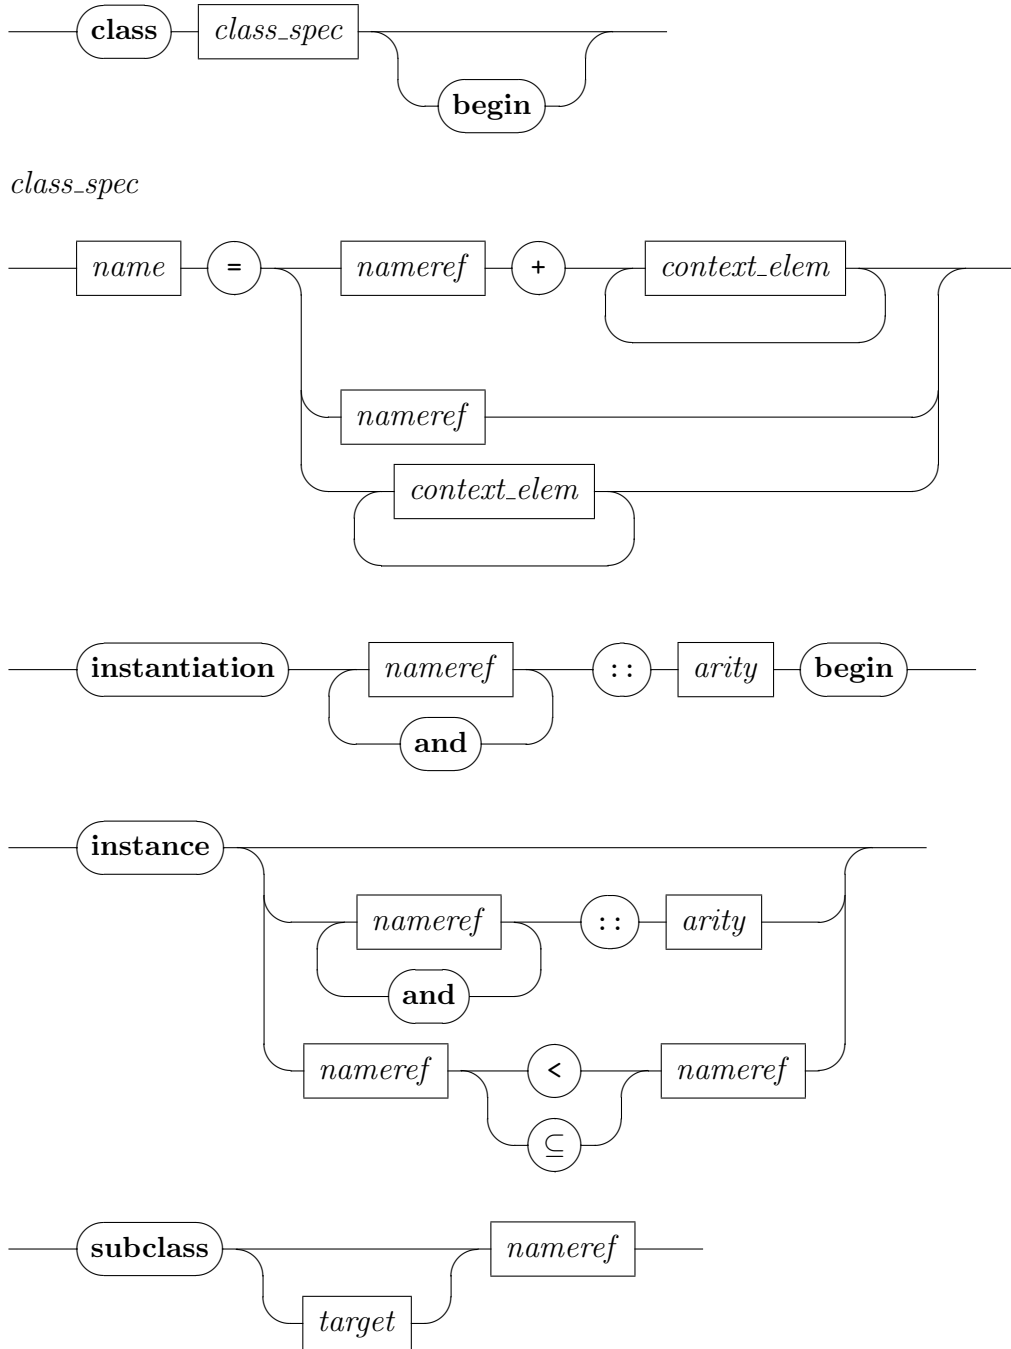 class class_spec
begin
class_spec
name = nameref + context_elem
nameref
context_elem
instantiation nameref :: arity begin
and
instance
nameref :: arity
and
nameref < nameref
⊆
subclass nameref
target